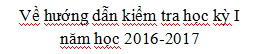 Về hướng dẫn kiểm tra học kỳ I
năm học 2016-2017